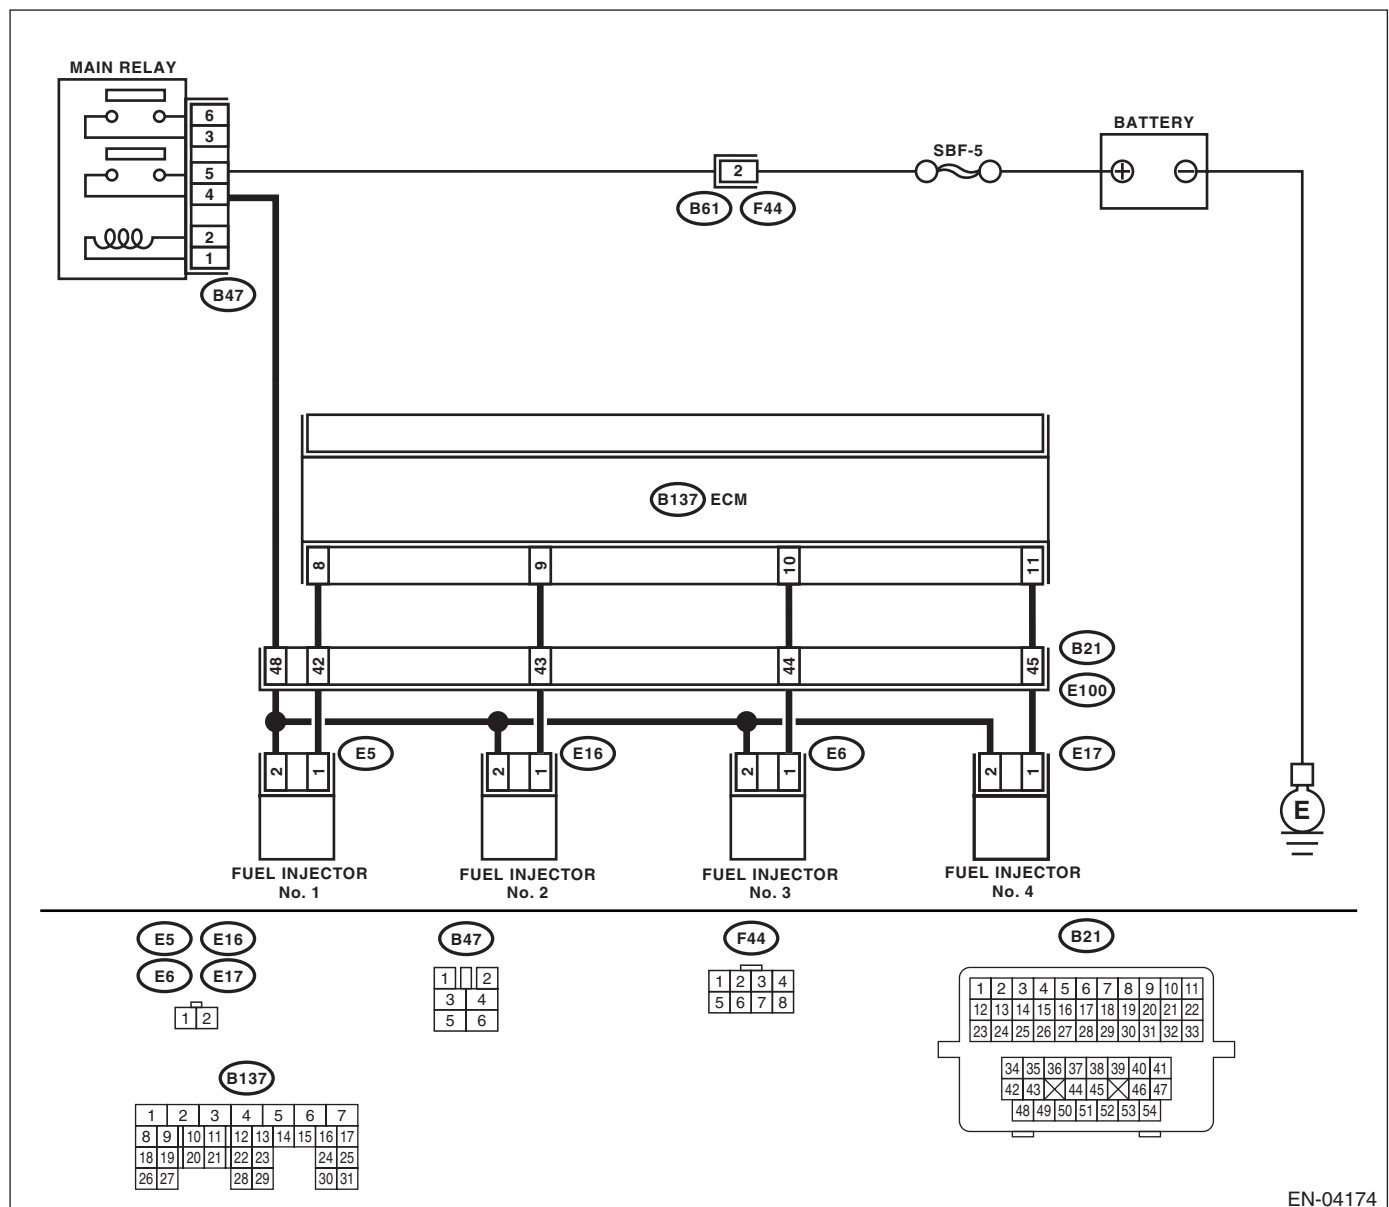 MAIN RELAY
6
3
5
4
2
1
B47
2
B61 F44
SBF-5
BATTERY
B137 ECM
8 9 10 11
48 42 43 44 45
B21
E100
2 1 E5
2 1 E16
2 1 E6
2 1 E17
E
FUEL INJECTOR
No. 1
FUEL INJECTOR
No. 2
FUEL INJECTOR
No. 3
FUEL INJECTOR
No. 4
E5 E16
E6 E17
1 2
B47
1 2
3 4
5 6
F44
1 2 3 4
5 6 7 8
B21
1 2 3 4 5 6 7 8 9 10 11
12 13 14 15 16 17 18 19 20 21 22
23 24 25 26 27 28 29 30 31 32 33
34 35 36 37 38 39 40 41
42 43 44 45 46 47
48 49 50 51 52 53 54
B137
1 2 3 4 5 6 7
8 9 10 11 12 13 14 15 16 17
18 19 20 21 22 23 24 25
26 27 28 29 30 31
EN-04174